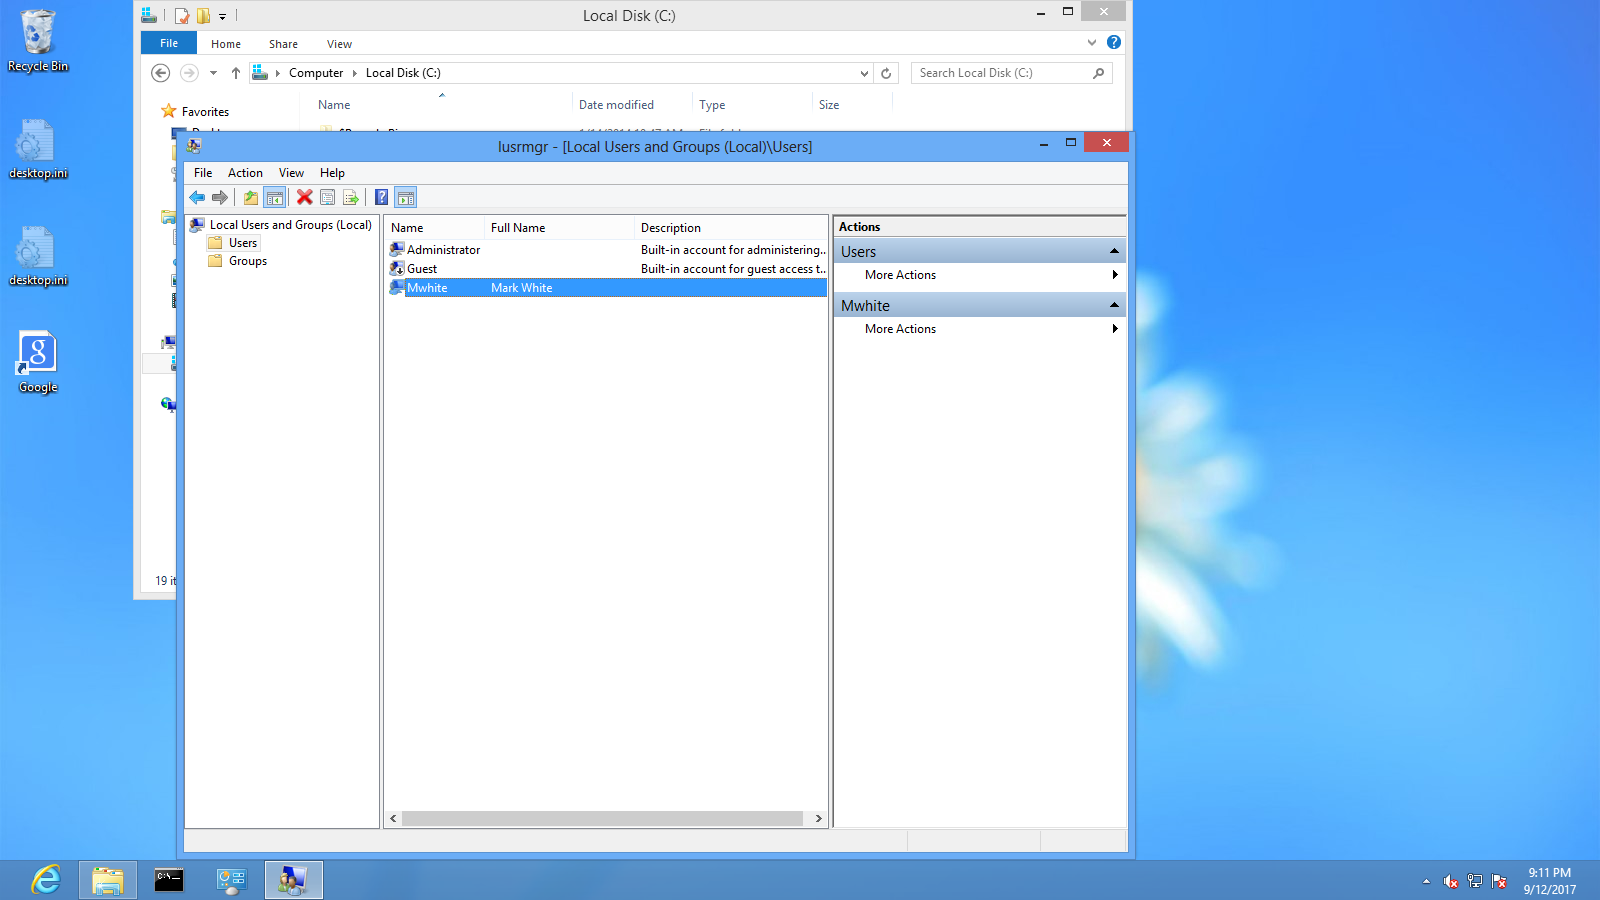 Recycle Bin
desktop.ini
desktop.ini
Google
Local Disk (C:)
File Home Share View
Computer Local Disk (C:)
Search Local Disk (C:)
Favorites
Name Date modified Type Size
19
lusrmgr - [Local Users and Groups (Local)\Users]
File Action View Help
Local Users and Groups (Local)
Users
Groups
Name Full Name Description
Administrator Built-in account for administering...
Guest Built-in account for guest access t...
Mwhite Mark White
Actions
Users
More Actions
Mwhite
More Actions
C:\_
9:11 PM
9/12/2017